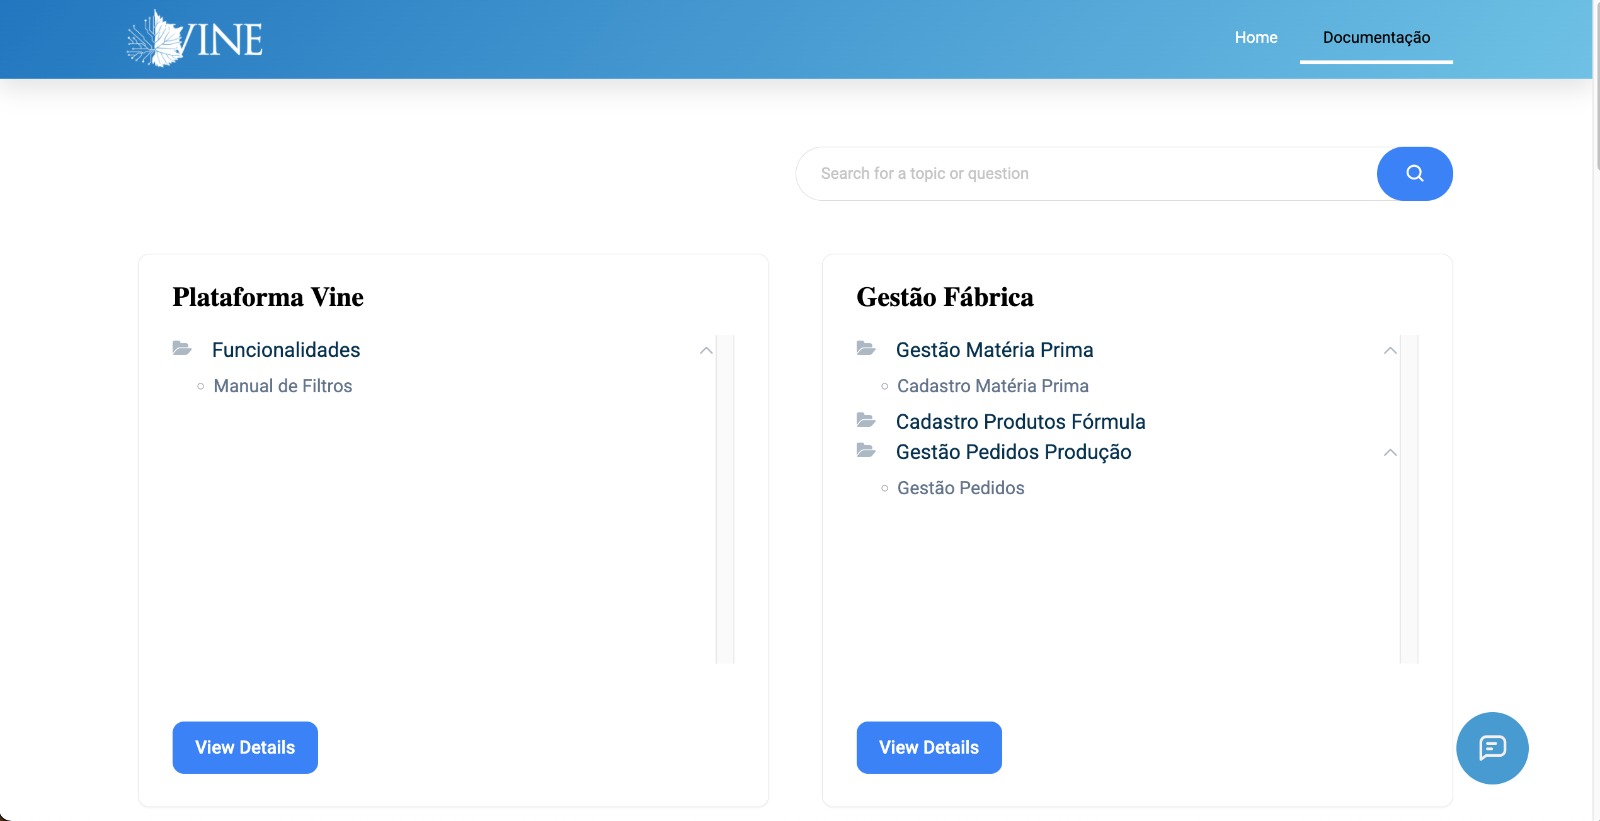 VINE
Home
Documentação
Search for a topic or question
Plataforma Vine
Funcionalidades
Manual de Filtros
View Details
Gestão Fábrica
Gestão Matéria Prima
Cadastro Matéria Prima
Cadastro Produtos Fórmula
Gestão Pedidos Produção
Gestão Pedidos
View Details